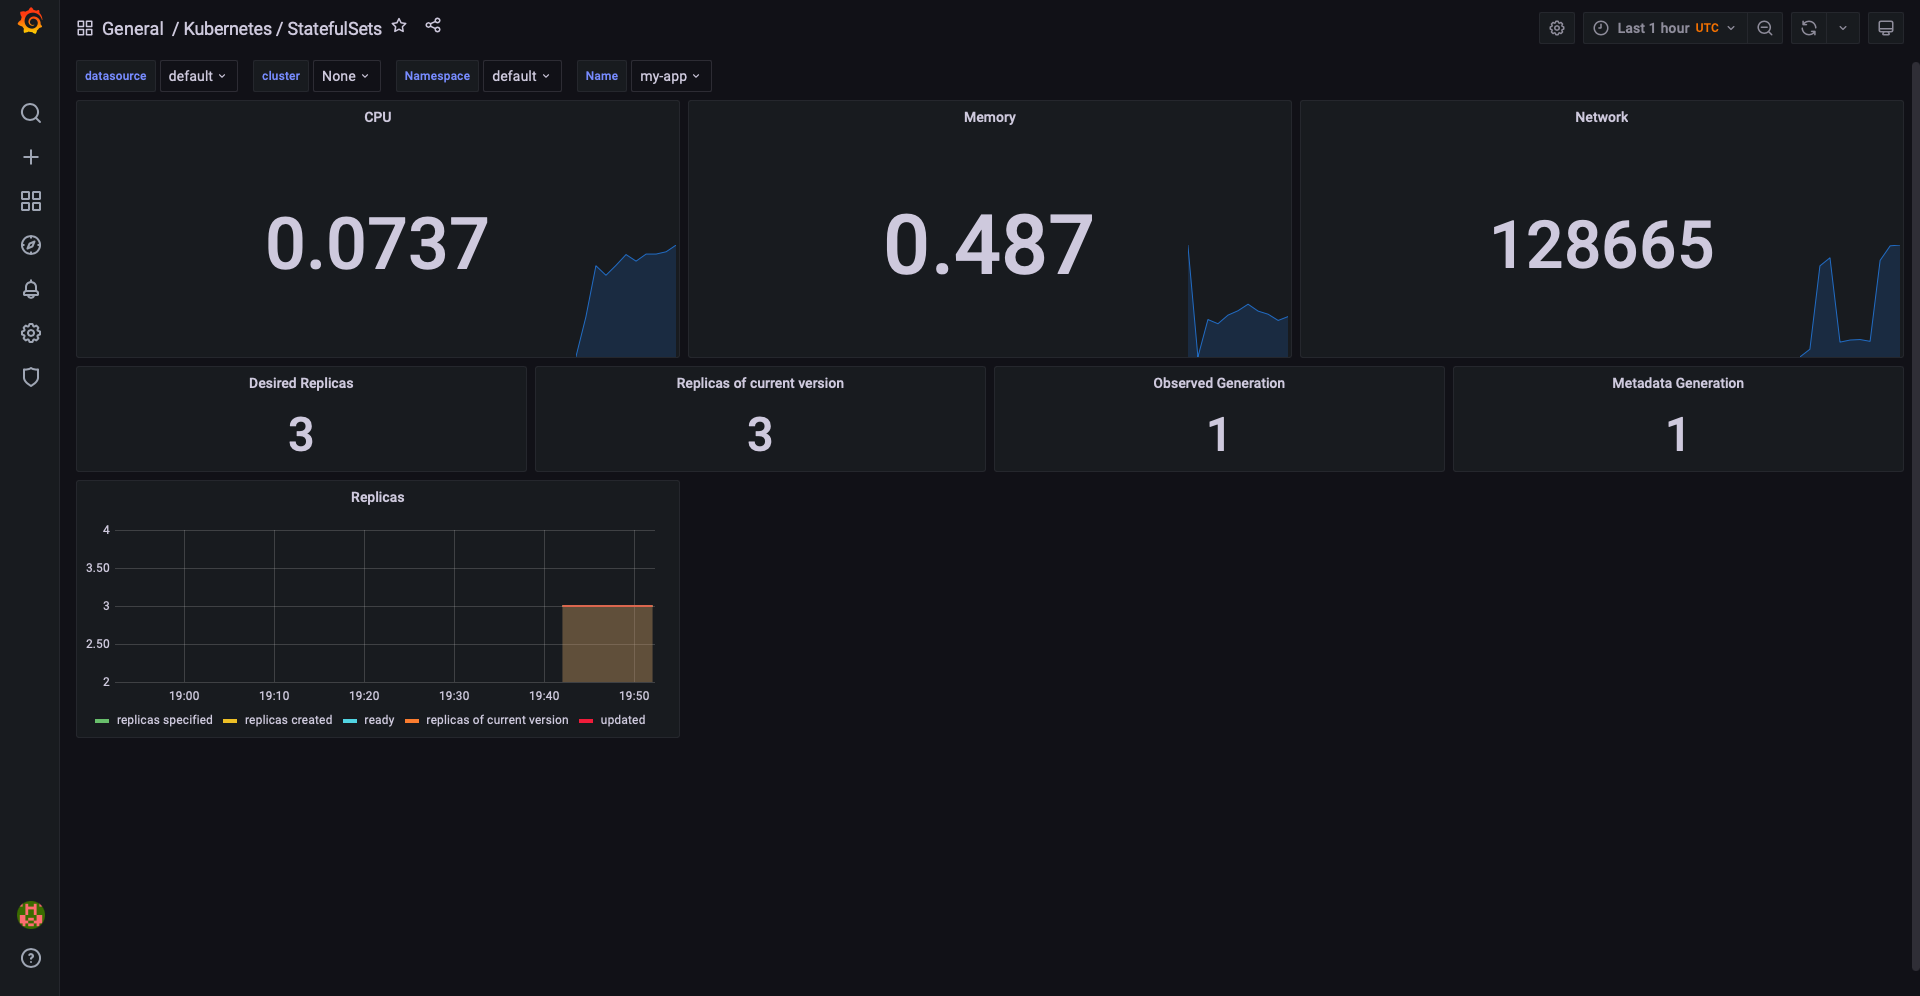 General / Kubernetes / StatefulSets
Last 1 hour UTC
datasource default cluster None Namespace default Name my-app
CPU
0.0737
Memory
0.487
Network
128665
Desired Replicas
3
Replicas of current version
3
Observed Generation
1
Metadata Generation
1
Replicas
4
3.50
3
2.50
2
19:00 19:10 19:20 19:30 19:40 19:50
replicas specified replicas created ready replicas of current version updated